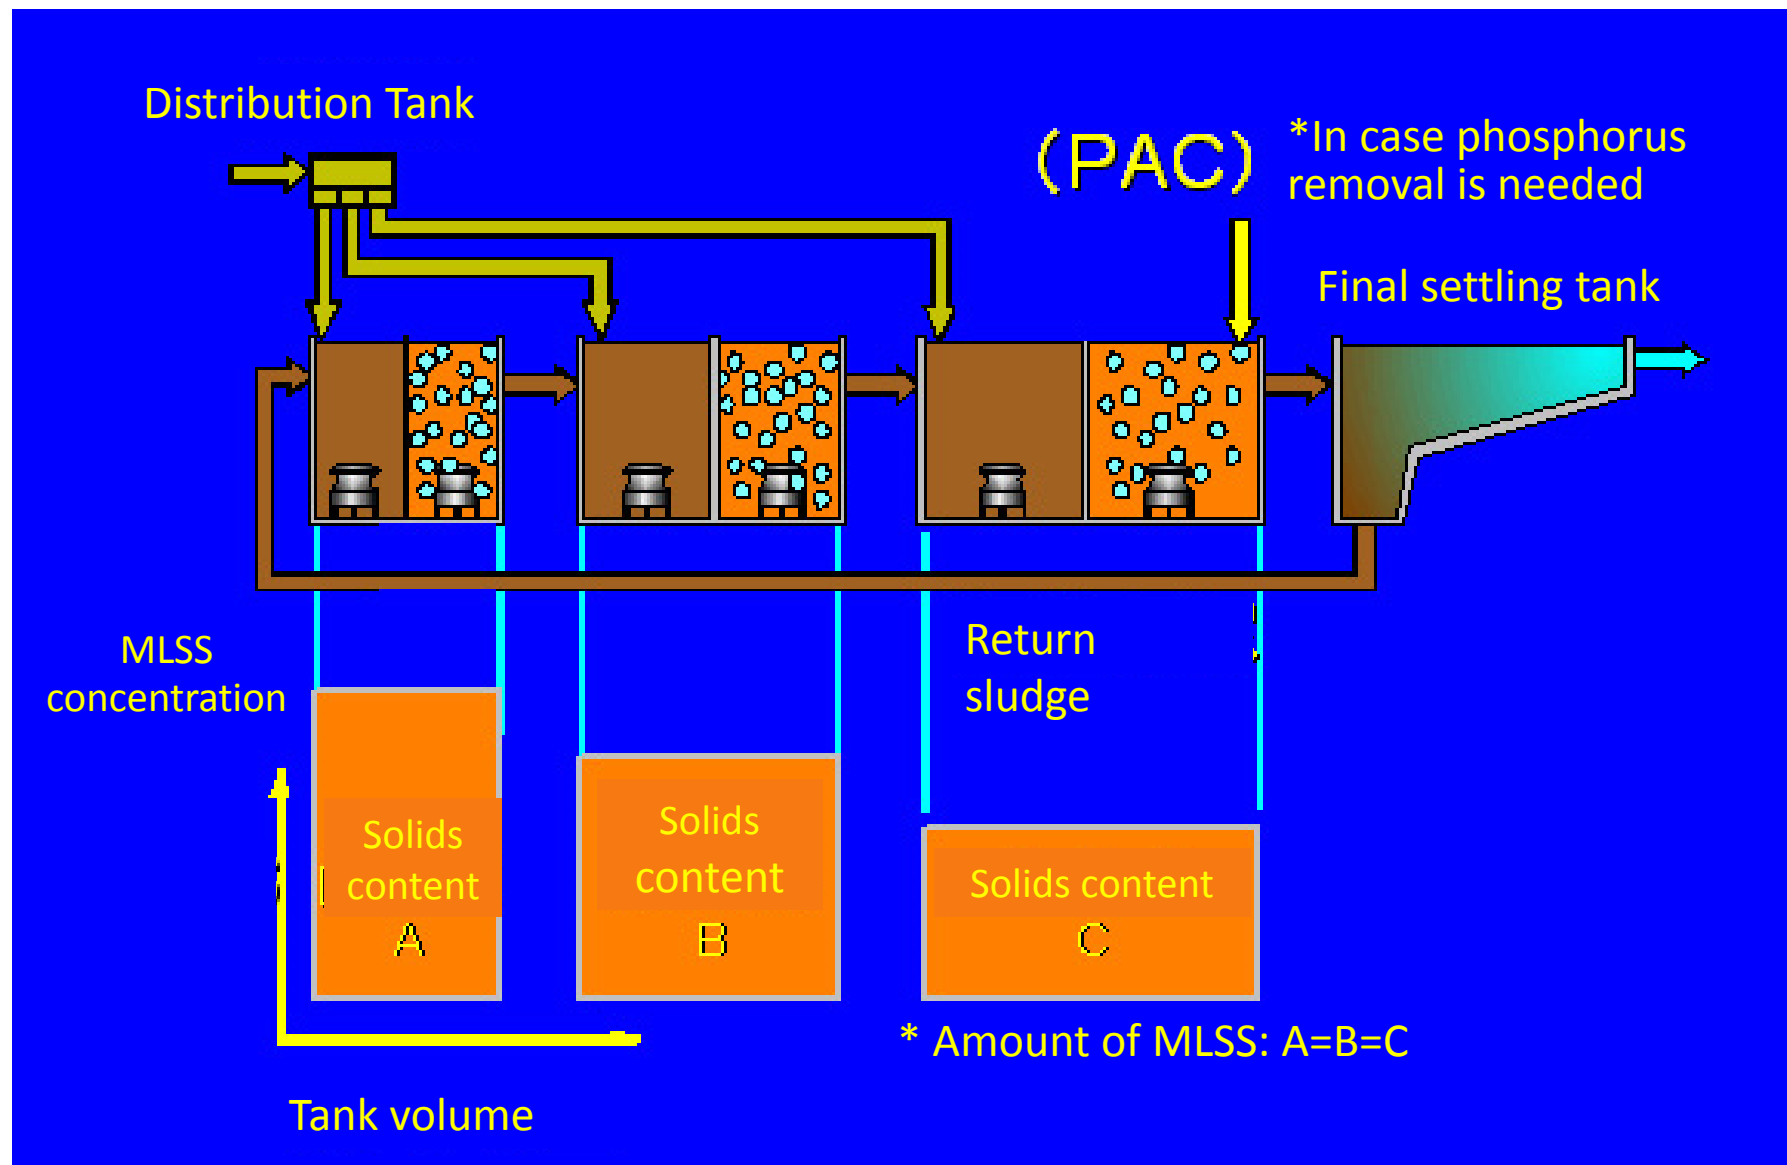 Distribution Tank
(PAC)
*In case phosphorus
removal is needed
Final settling tank
MLSS
concentration
Return
sludge
Solids
content
A
Solids
content
B
Solids content
C
* Amount of MLSS: A=B=C
Tank volume